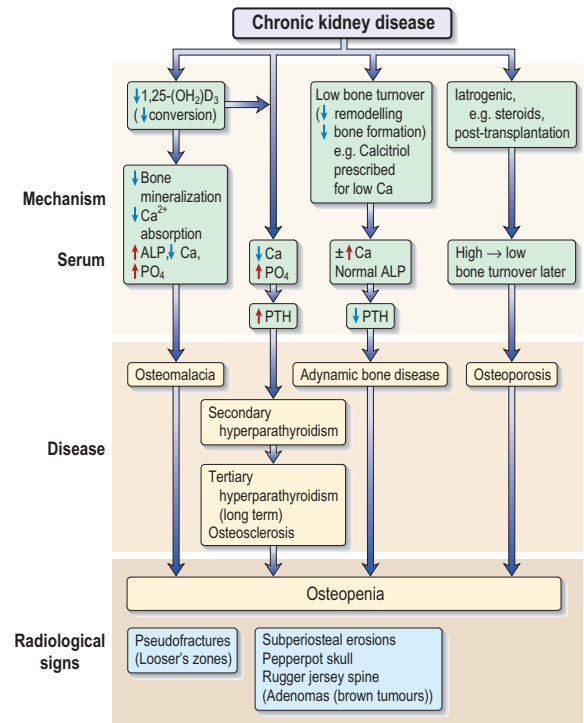 Chronic kidney disease
↓1,25-(OH₂)D₃
(↓conversion)
Low bone turnover
(↓ remodelling
↓ bone formation)
e.g. Calcitriol
prescribed
for low Ca
Iatrogenic,
e.g. steroids,
post-transplantation
Mechanism
↓Bone
mineralization
↓Ca²⁺
absorption
↑ALP,↓Ca,
↑PO₄
Serum
↓Ca
↑PO₄
±↑Ca
Normal ALP
High → low
bone turnover later
↑PTH
↓PTH
Osteomalacia
Adynamic bone disease
Osteoporosis
Disease
Secondary
hyperparathyroidism
Tertiary
hyperparathyroidism
(long term)
Osteosclerosis
Osteopenia
Radiological
signs
Pseudofractures
(Looser's zones)
Subperiosteal erosions
Pepperpot skull
Rugger jersey spine
(Adenomas (brown tumours))